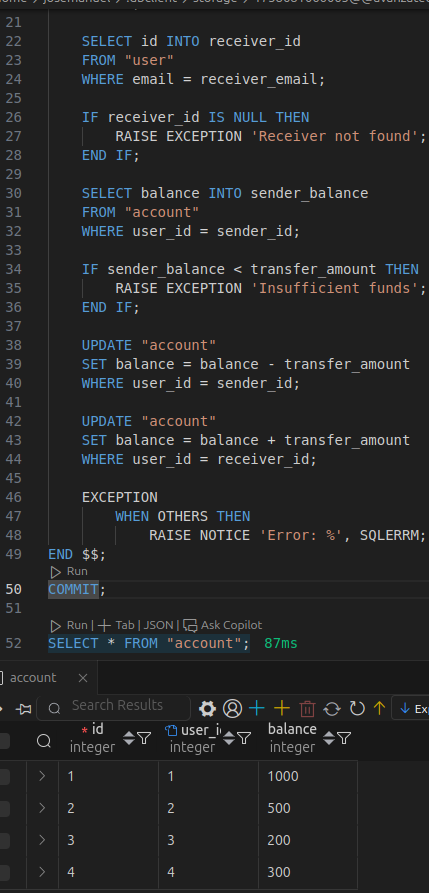 21
22 SELECT id INTO receiver_id
23 FROM "user"
24 WHERE email = receiver_email;
25
26 IF receiver_id IS NULL THEN
27 RAISE EXCEPTION 'Receiver not found';
28 END IF;
29
30 SELECT balance INTO sender_balance
31 FROM "account"
32 WHERE user_id = sender_id;
33
34 IF sender_balance < transfer_amount THEN
35 RAISE EXCEPTION 'Insufficient funds';
36 END IF;
37
38 UPDATE "account"
39 SET balance = balance - transfer_amount
40 WHERE user_id = sender_id;
41
42 UPDATE "account"
43 SET balance = balance + transfer_amount
44 WHERE user_id = receiver_id;
45
46 EXCEPTION
47 WHEN OTHERS THEN
48 RAISE NOTICE 'Error: %', SQLERRM;
49 END $$;
Run
50 COMMIT;
51
Run | Tab | JSON | Ask Copilot
52 SELECT * FROM "account"; 87ms
account
Search Results
Exp
* id user_i balance
integer integer integer
1 1 1000
2 2 500
3 3 200
4 4 300